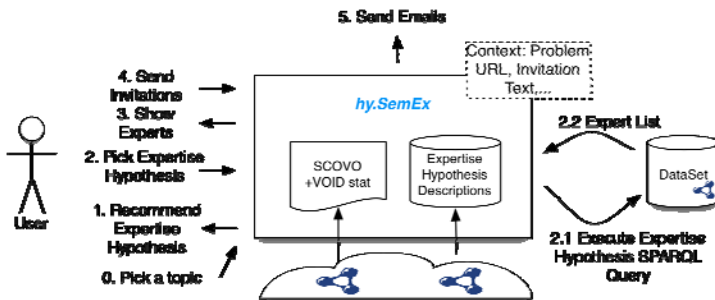 5. Send Emails
Context: Problem
URL, Invitation
Text,...
4. Send
Invitations
3. Show
Experts
2. Pick Expertise
Hypothesis
1. Recommend
Expertise
Hypothesis
0. Pick a topic
User
hy.SemEx
SCOVO
+VOID stat
Expertise
Hypothesis
Descriptions
2.2 Expert List
DataSet
2.1 Execute Expertise
Hypothesis SPARQL
Query